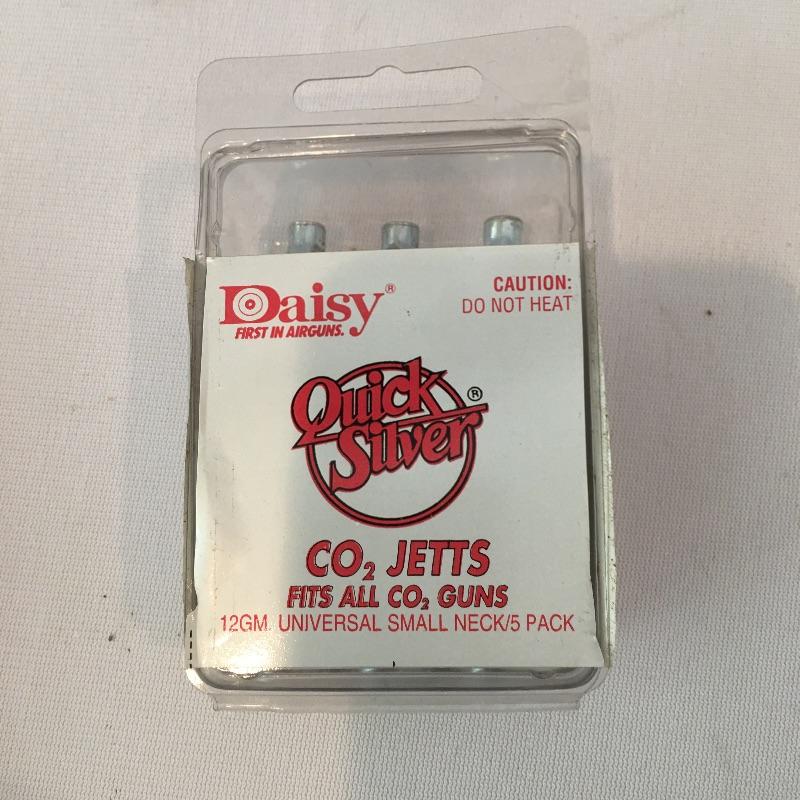 Daisy®
FIRST IN AIRGUNS.
CAUTION:
DO NOT HEAT
Quick ®
Silver
CO₂ JETTS
FITS ALL CO₂ GUNS
12GM. UNIVERSAL SMALL NECK/5 PACK